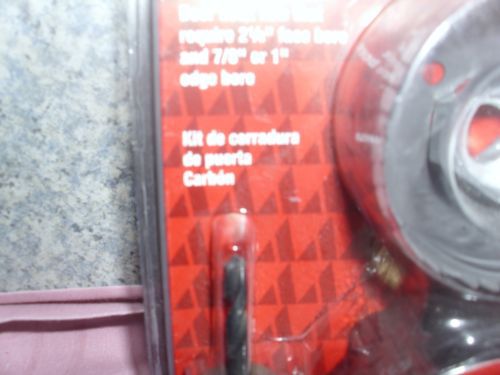 require 2⅛" face bore
and 7/8" or 1"
edge bore
Kit de cerradura
de puerta
Carbón